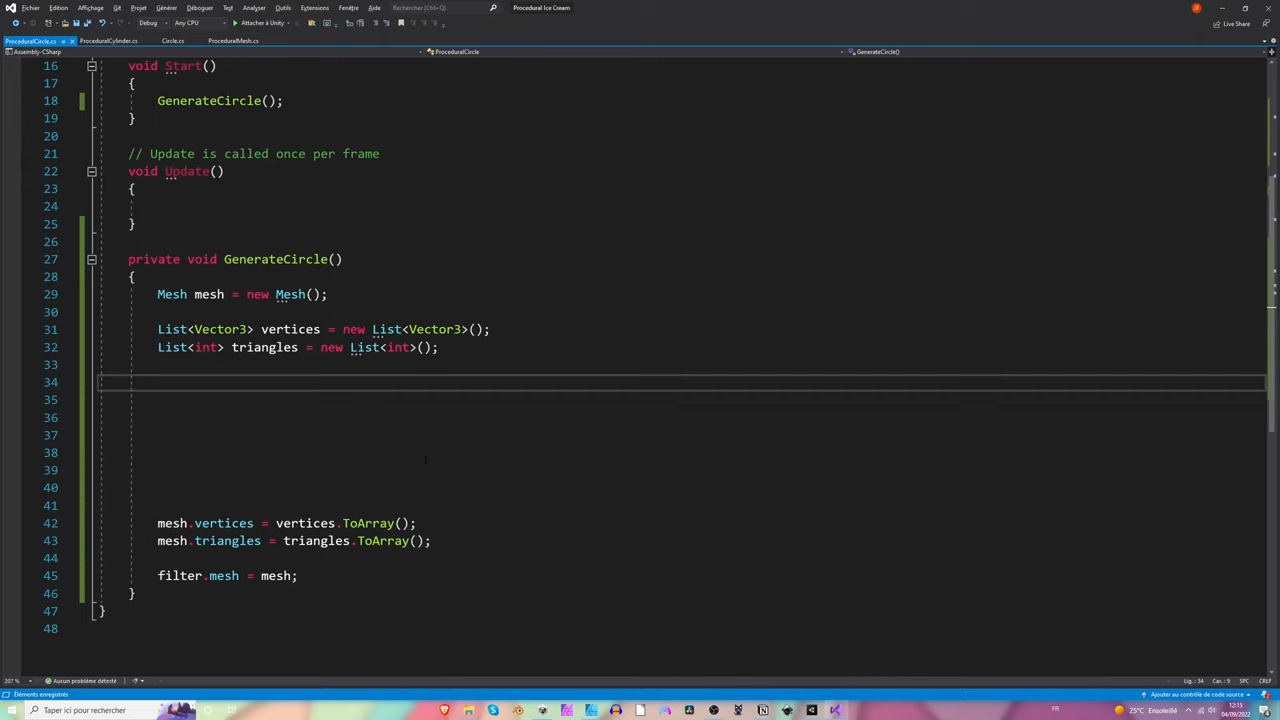 Fichier Édition Affichage Git Projet Générer Déboguer Test Analyser Outils Extensions Fenêtre Aide Rechercher (Ctrl+Q) Procedural Ice Cream
Debug Any CPU Attacher à Unity Live Share
ProceduralCircle.cs ProceduralCylinder.cs Circle.cs ProceduralMesh.cs
Assembly-CSharp ProceduralCircle GenerateCircle()
16 void Start()
17 {
18 GenerateCircle();
19 }
20
21 // Update is called once per frame
22 void Update()
23 {
24
25 }
26
27 private void GenerateCircle()
28 {
29 Mesh mesh = new Mesh();
30
31 List<Vector3> vertices = new List<Vector3>();
32 List<int> triangles = new List<int>();
33
34
35
36
37
38
39
40
41
42 mesh.vertices = vertices.ToArray();
43 mesh.triangles = triangles.ToArray();
44
45 filter.mesh = mesh;
46 }
47 }
48
207 % Aucun problème détecté Lig.: 34 Car.: 9 SPC CRLF
Éléments enregistrés Ajouter au contrôle de code source
Taper ici pour rechercher FR 25°C Ensoleillé 12:15
04/09/2022